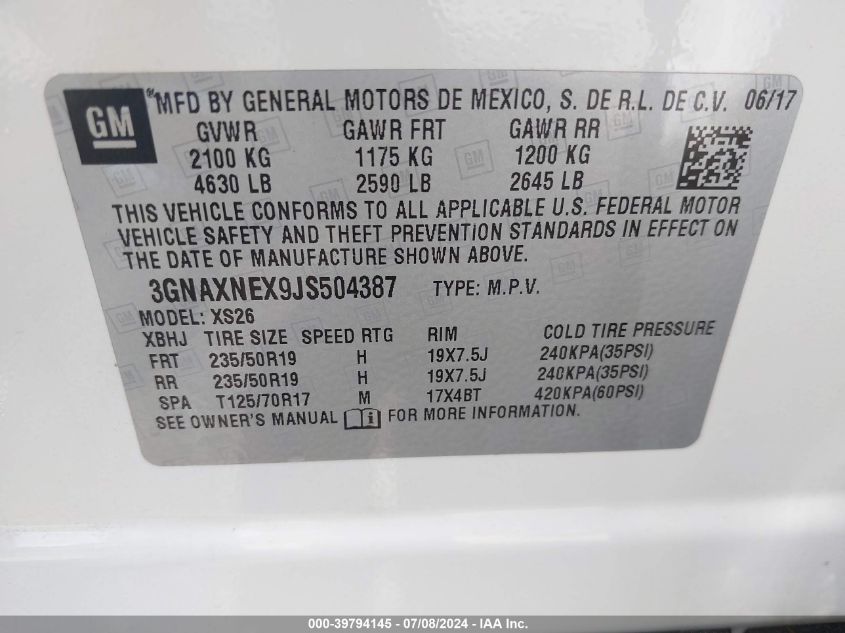 GM ®MFD BY GENERAL MOTORS DE MEXICO, S. DE R.L. DE C.V. 06/17
GVWR GAWR FRT GAWR RR
2100 KG 1175 KG 1200 KG
4630 LB 2590 LB 2645 LB
THIS VEHICLE CONFORMS TO ALL APPLICABLE U.S. FEDERAL MOTOR
VEHICLE SAFETY AND THEFT PREVENTION STANDARDS IN EFFECT ON
THE DATE OF MANUFACTURE SHOWN ABOVE.
3GNAXNEX9JS504387 TYPE: M.P.V.
MODEL: XS26
XBHJ TIRE SIZE SPEED RTG RIM COLD TIRE PRESSURE
FRT 235/50R19 H 19X7.5J 240KPA(35PSI)
RR 235/50R19 H 19X7.5J 240KPA(35PSI)
SPA T125/70R17 M 17X4BT 420KPA(60PSI)
SEE OWNER'S MANUAL FOR MORE INFORMATION.
000-39794145 - 07/08/2024 - IAA Inc.